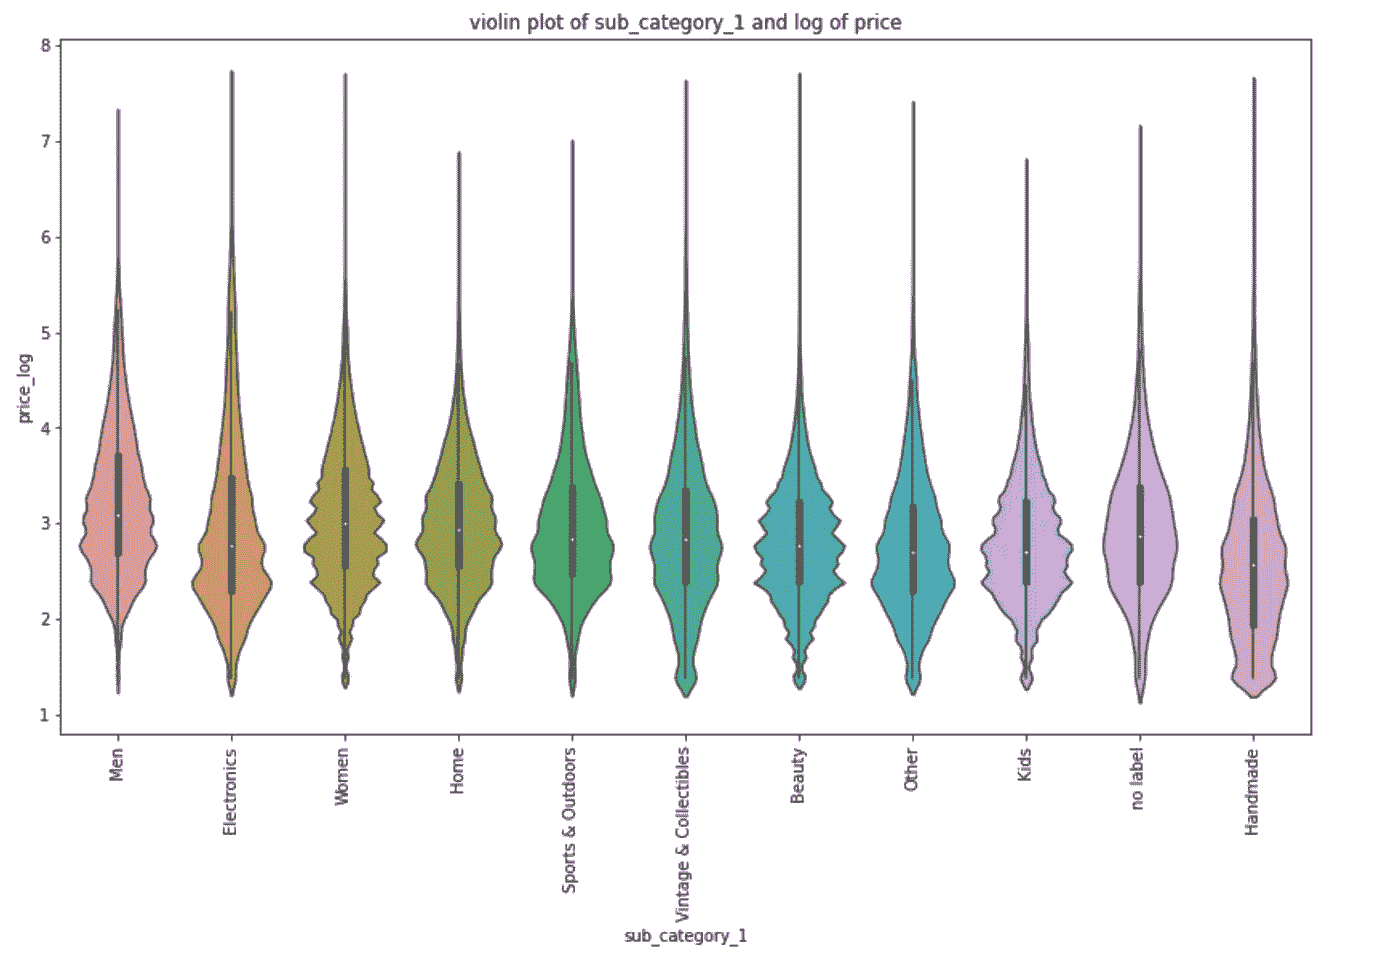 violin plot of sub_category_1 and log of price
8
7
6
5
4
3
2
1
price_log
Men
Electronics
Women
Home
Sports & Outdoors
Vintage & Collectibles
Beauty
Other
Kids
no label
Handmade
sub_category_1